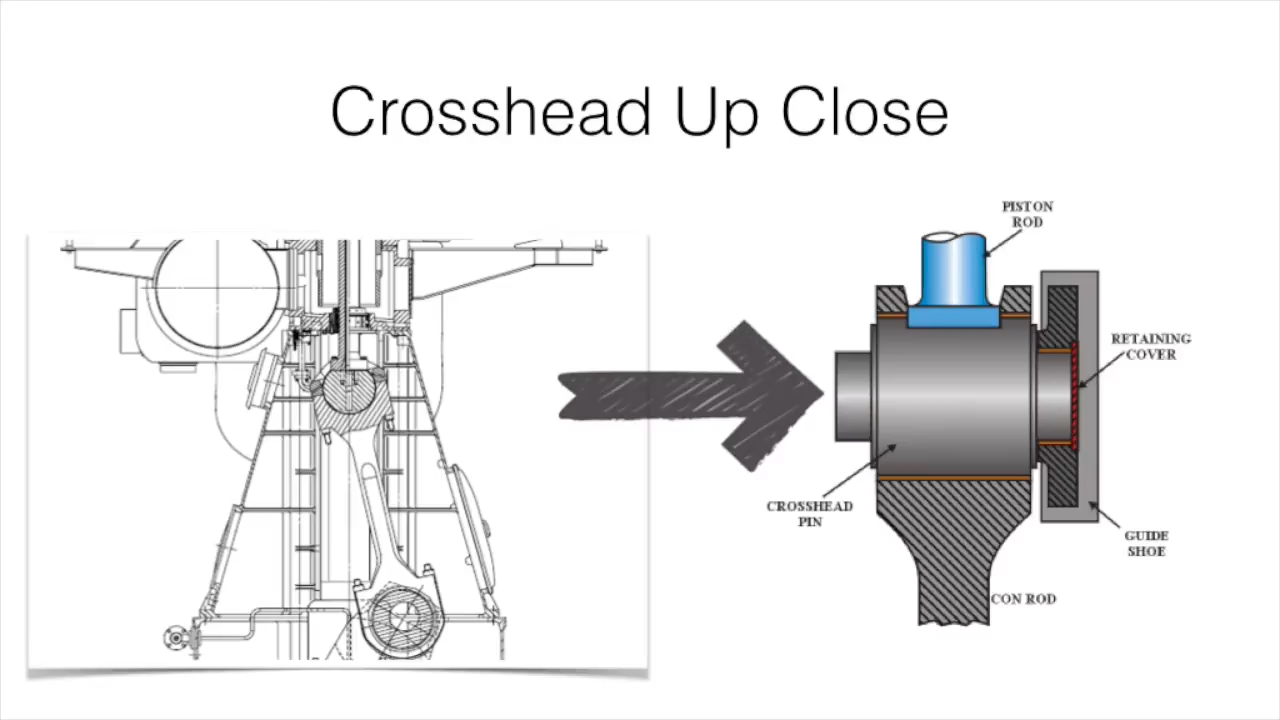 Crosshead Up Close
PISTON
ROD
RETAINING
COVER
CROSSHEAD
PIN
GUIDE
SHOE
CON ROD